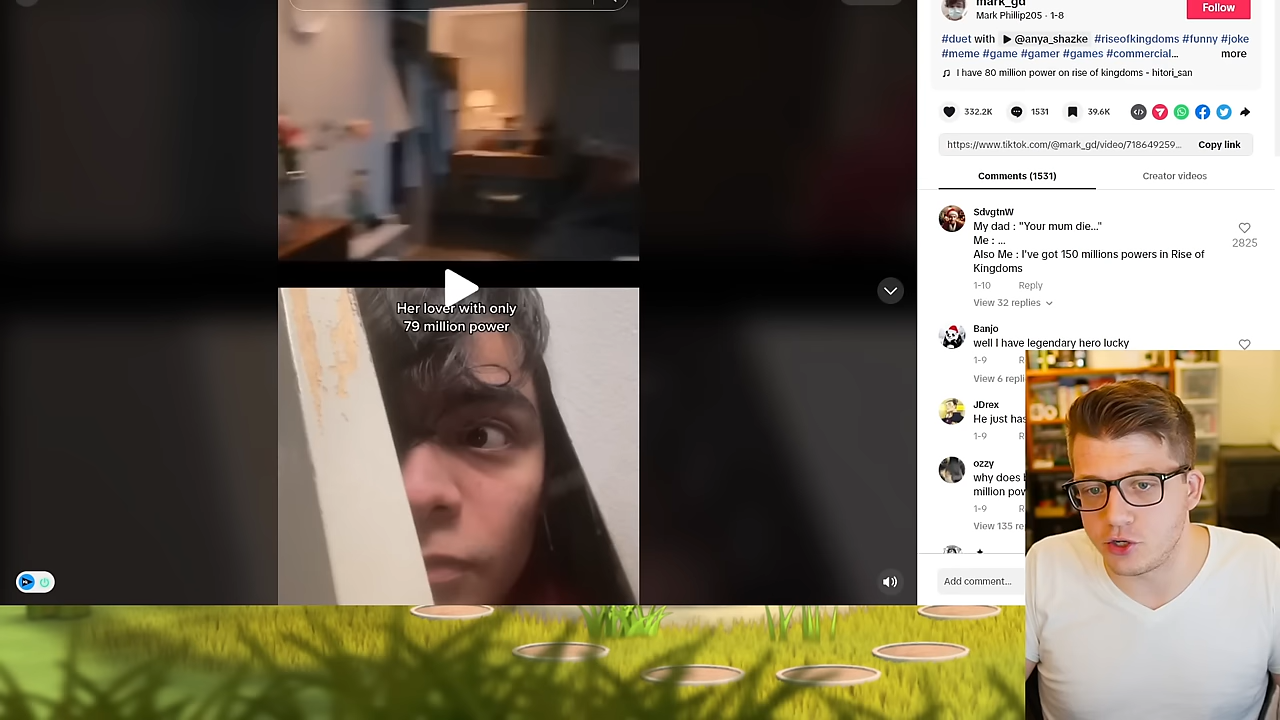 Her lover with only
79 million power
mark_gd
Mark Phillip205 · 1-8
Follow
#duet with @anya_shazke #riseofkingdoms #funny #joke
#meme #game #gamer #games #commercial... more
I have 80 million power on rise of kingdoms - hitori_san
332.2K 1531 39.6K
https://www.tiktok.com/@mark_gd/video/718649259... Copy link
Comments (1531) Creator videos
SdvgtnW
My dad : "Your mum die..."
Me : ...
Also Me : I've got 150 millions powers in Rise of
Kingdoms
2825
1-10 Reply
View 32 replies
Banjo
well I have legendary hero lucky
1-9 R
View 6 repli
JDrex
He just has
1-9 R
ozzy
why does
million pow
1-9 R
View 135 re
Add comment...